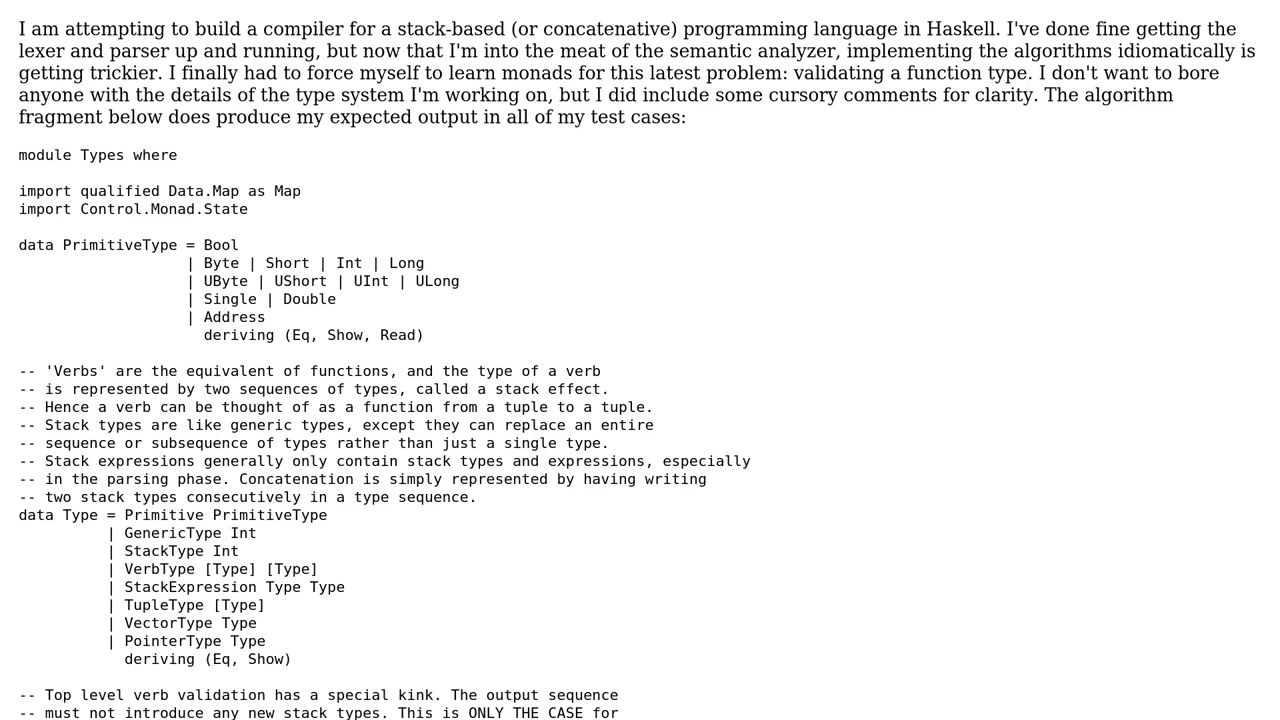 I am attempting to build a compiler for a stack-based (or concatenative) programming language in Haskell. I've done fine getting the
lexer and parser up and running, but now that I'm into the meat of the semantic analyzer, implementing the algorithms idiomatically is
getting trickier. I finally had to force myself to learn monads for this latest problem: validating a function type. I don't want to bore
anyone with the details of the type system I'm working on, but I did include some cursory comments for clarity. The algorithm
fragment below does produce my expected output in all of my test cases:

module Types where

import qualified Data.Map as Map
import Control.Monad.State

data PrimitiveType = Bool
                   | Byte | Short | Int | Long
                   | UByte | UShort | UInt | ULong
                   | Single | Double
                   | Address
                     deriving (Eq, Show, Read)

-- 'Verbs' are the equivalent of functions, and the type of a verb
-- is represented by two sequences of types, called a stack effect.
-- Hence a verb can be thought of as a function from a tuple to a tuple.
-- Stack types are like generic types, except they can replace an entire
-- sequence or subsequence of types rather than just a single type.
-- Stack expressions generally only contain stack types and expressions, especially
-- in the parsing phase. Concatenation is simply represented by having writing
-- two stack types consecutively in a type sequence.
data Type = Primitive PrimitiveType
          | GenericType Int
          | StackType Int
          | VerbType [Type] [Type]
          | StackExpression Type Type
          | TupleType [Type]
          | VectorType Type
          | PointerType Type
            deriving (Eq, Show)

-- Top level verb validation has a special kink. The output sequence
-- must not introduce any new stack types. This is ONLY THE CASE for